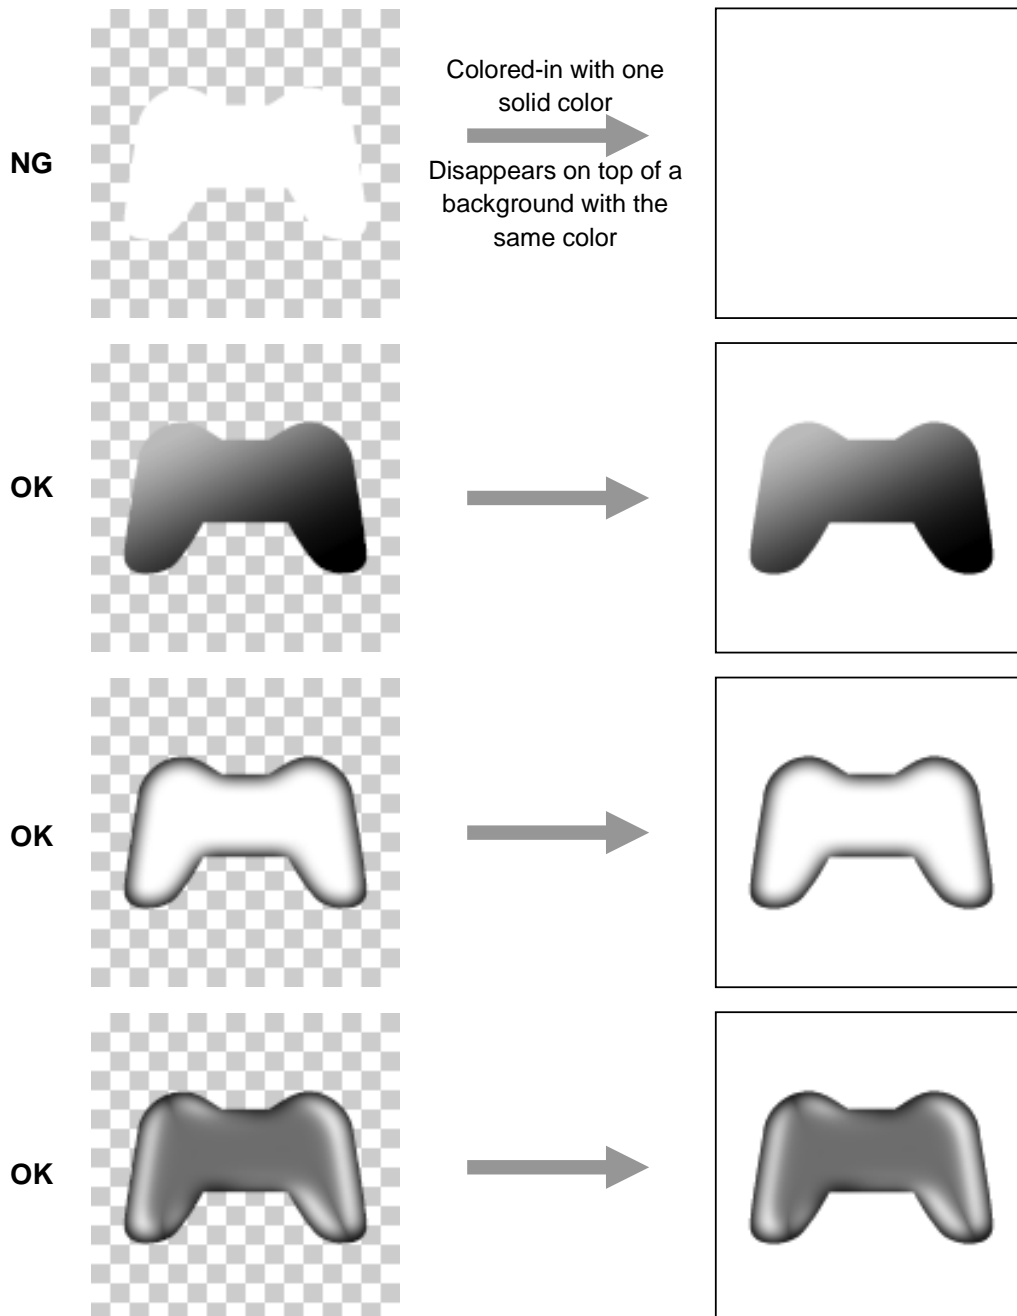 Colored-in with one
solid color
NG
Disappears on top of a
background with the
same color
OK
OK
OK